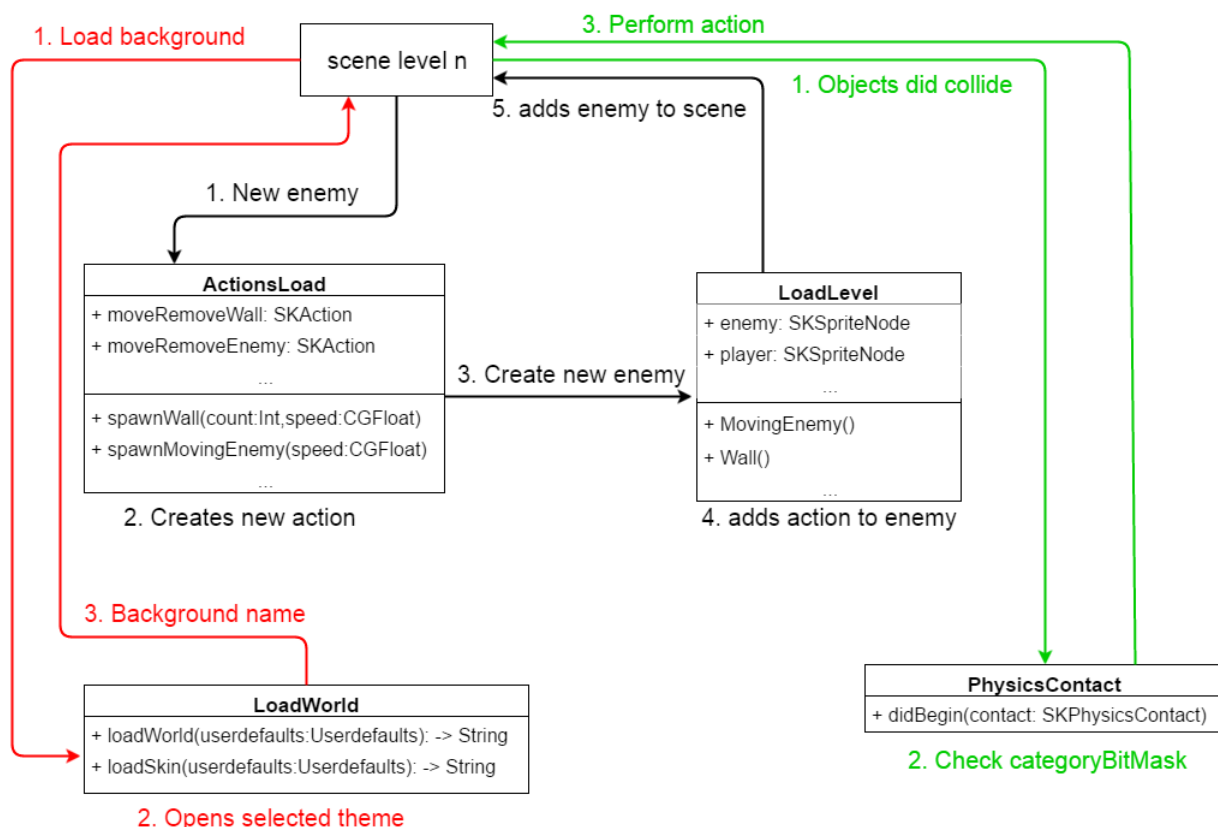 1. Load background
3. Perform action
scene level n
1. Objects did collide
5. adds enemy to scene
1. New enemy
ActionsLoad
+ moveRemoveWall: SKAction
+ moveRemoveEnemy: SKAction
...
+ spawnWall(count:Int,speed:CGFloat)
+ spawnMovingEnemy(speed:CGFloat)
...
2. Creates new action
3. Create new enemy
LoadLevel
+ enemy: SKSpriteNode
+ player: SKSpriteNode
...
+ MovingEnemy()
+ Wall()
...
4. adds action to enemy
3. Background name
LoadWorld
+ loadWorld(userdefaults:Userdefaults): -> String
+ loadSkin(userdefaults:Userdefaults): -> String
2. Opens selected theme
PhysicsContact
+ didBegin(contact: SKPhysicsContact)
2. Check categoryBitMask